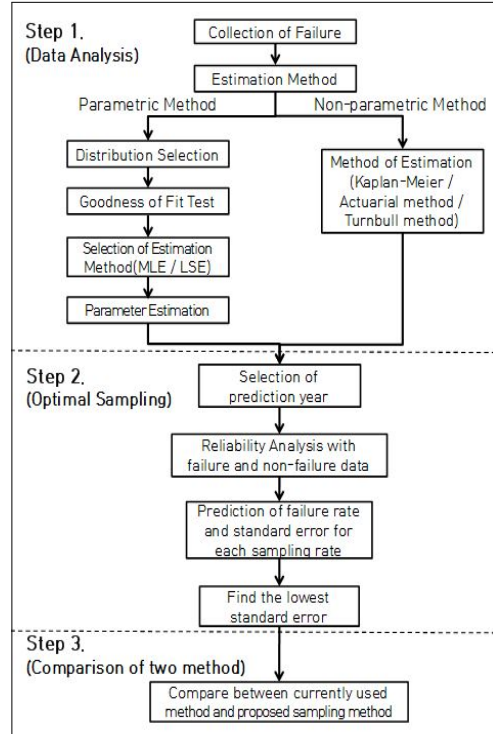 Step 1.
(Data Analysis)
Collection of Failure
Estimation Method
Parametric Method
Non-parametric Method
Distribution Selection
Goodness of Fit Test
Selection of Estimation
Method(MLE / LSE)
Parameter Estimation
Method of Estimation
(Kaplan-Meier /
Actuarial method /
Turnbull method)
Step 2.
(Optimal Sampling)
Selection of
prediction year
Reliability Analysis with
failure and non-failure data
Prediction of failure rate
and standard error for
each sampling rate
Find the lowest
standard error
Step 3.
(Comparison of two method)
Compare between currently used
method and proposed sampling method